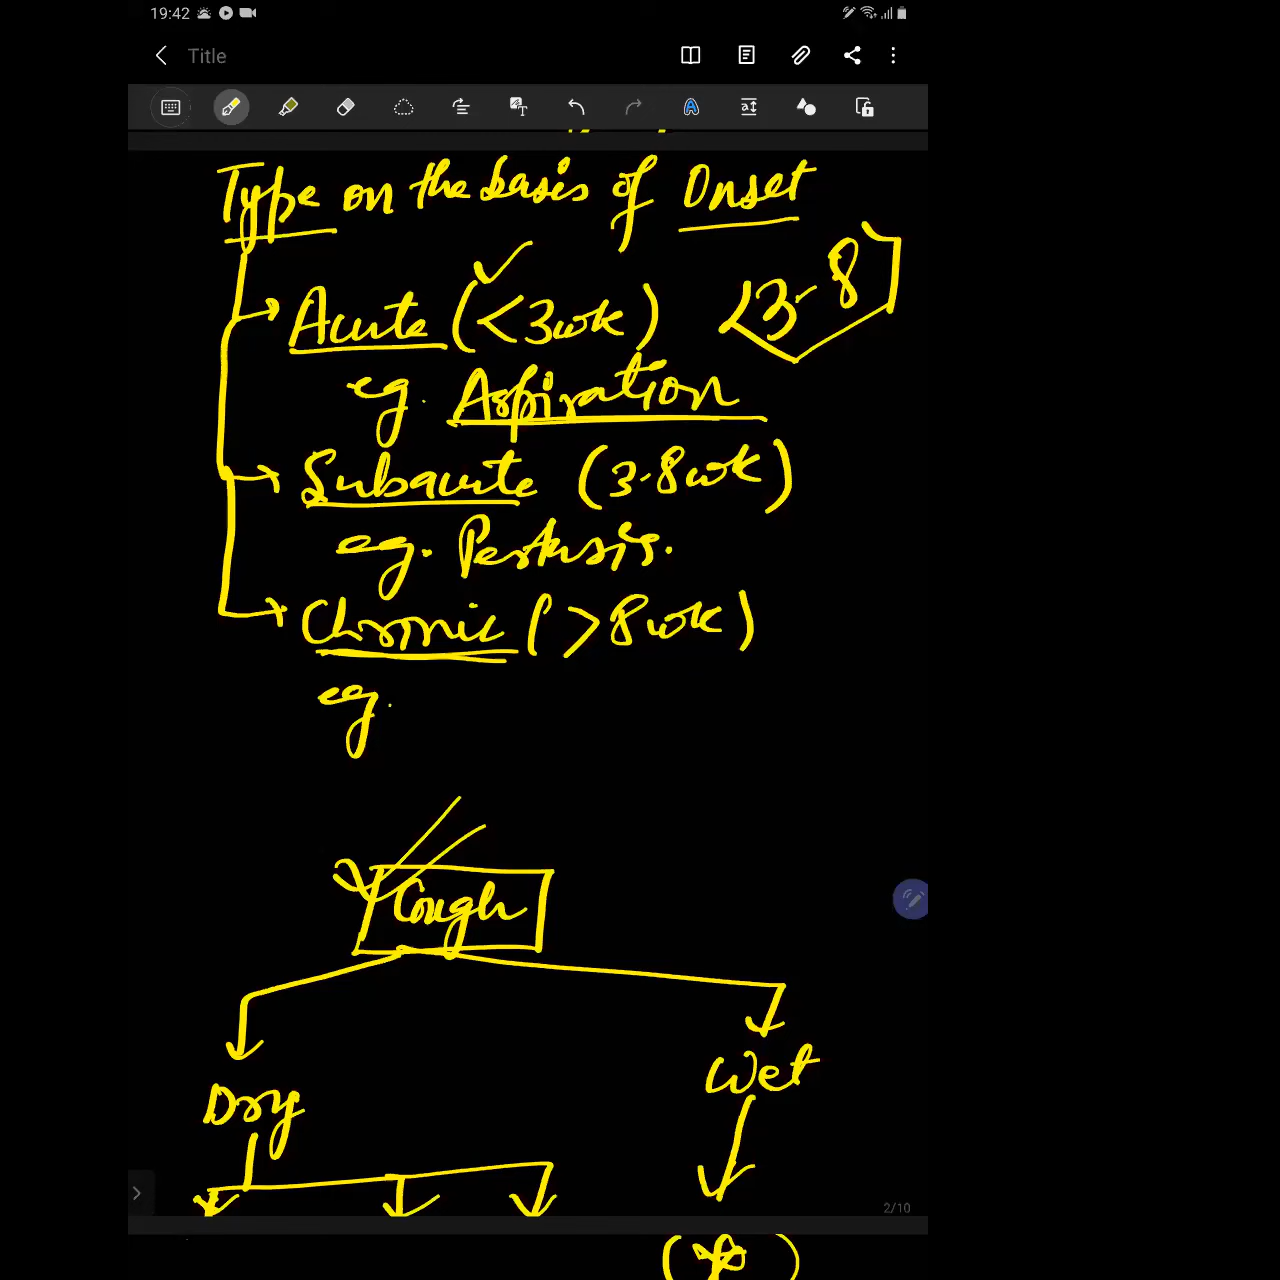 19:42
Title
Type on the basis of Onset
Acute (<3wk) <3-8
eg. Aspiration
Subacute (3-8wk)
eg. Pertusis.
Chronic (>8wk)
eg.
Cough
Dry Wet
2/10